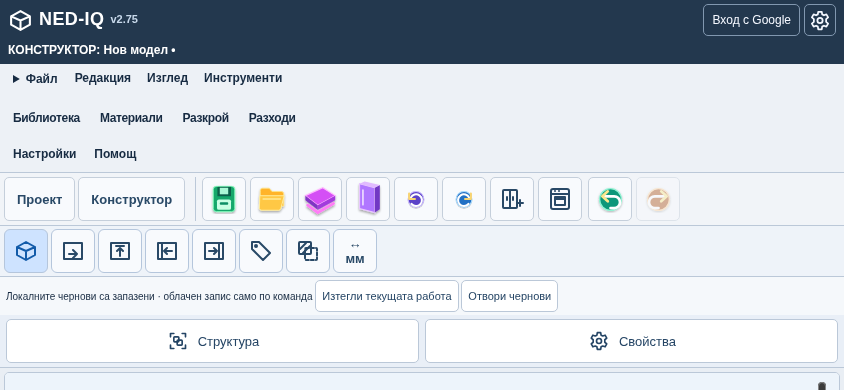 NED-IQ v2.75
Вход с Google
КОНСТРУКТОР: Нов модел •
Файл Редакция Изглед Инструменти
Библиотека Материали Разкрой Разходи
Настройки Помощ
Проект Конструктор
↔
мм
Локалните чернови са запазени · облачен запис само по команда Изтегли текущата работа Отвори чернови
Структура Свойства